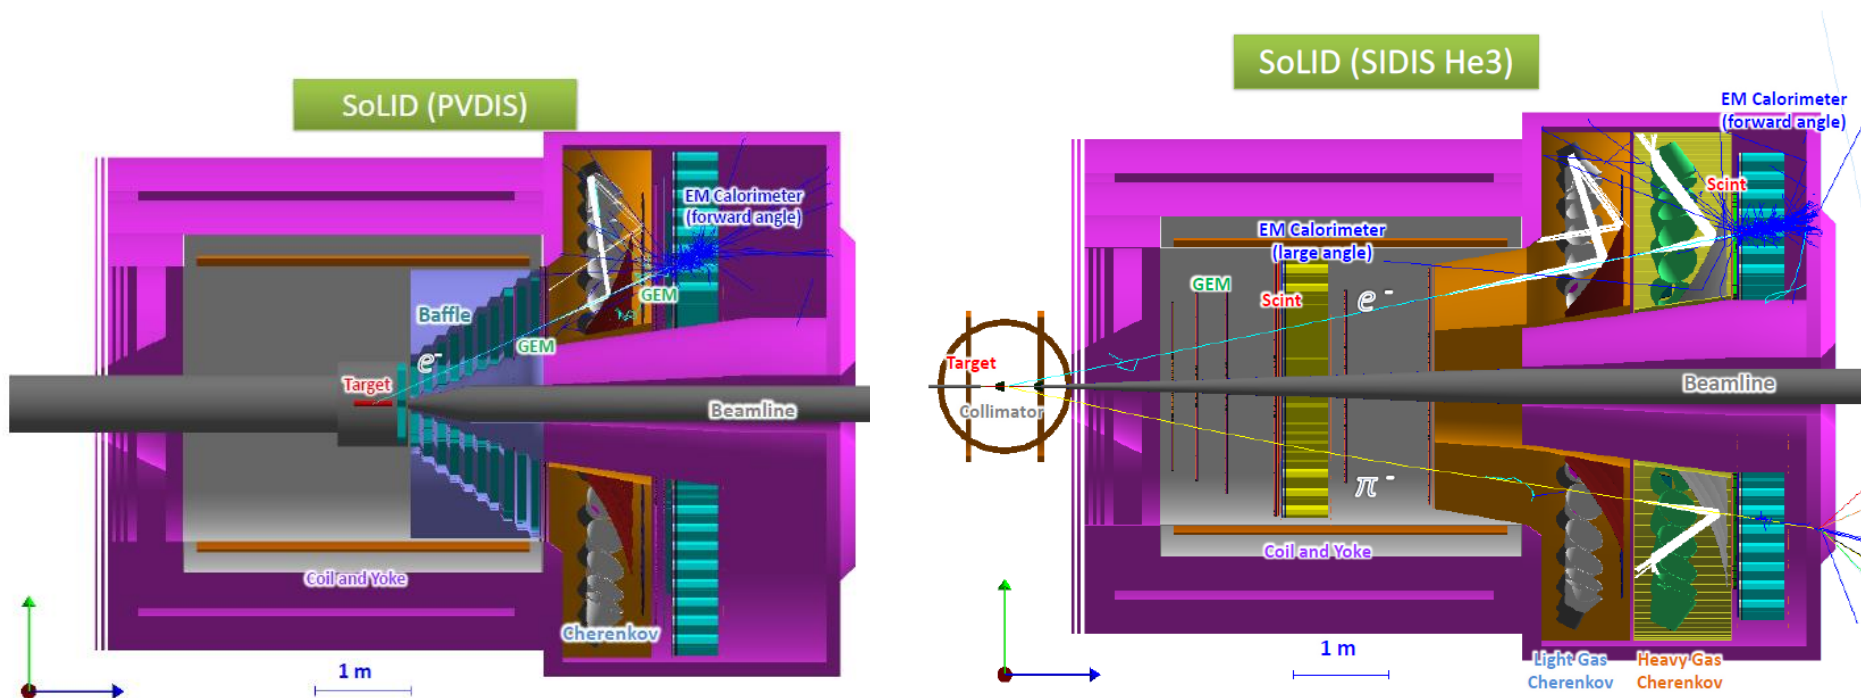 SoLID (PVDIS)
EM Calorimeter
(forward angle)
GEM
Baffle
GEM
e-
Target
Beamline
Coil and Yoke
Cherenkov
1 m
SoLID (SIDIS He3)
EM Calorimeter
(forward angle)
Scint
EM Calorimeter
(large angle)
GEM
Scint
e -
Target
Collimator
Beamline
π -
Coil and Yoke
1 m
Light Gas
Cherenkov
Heavy Gas
Cherenkov